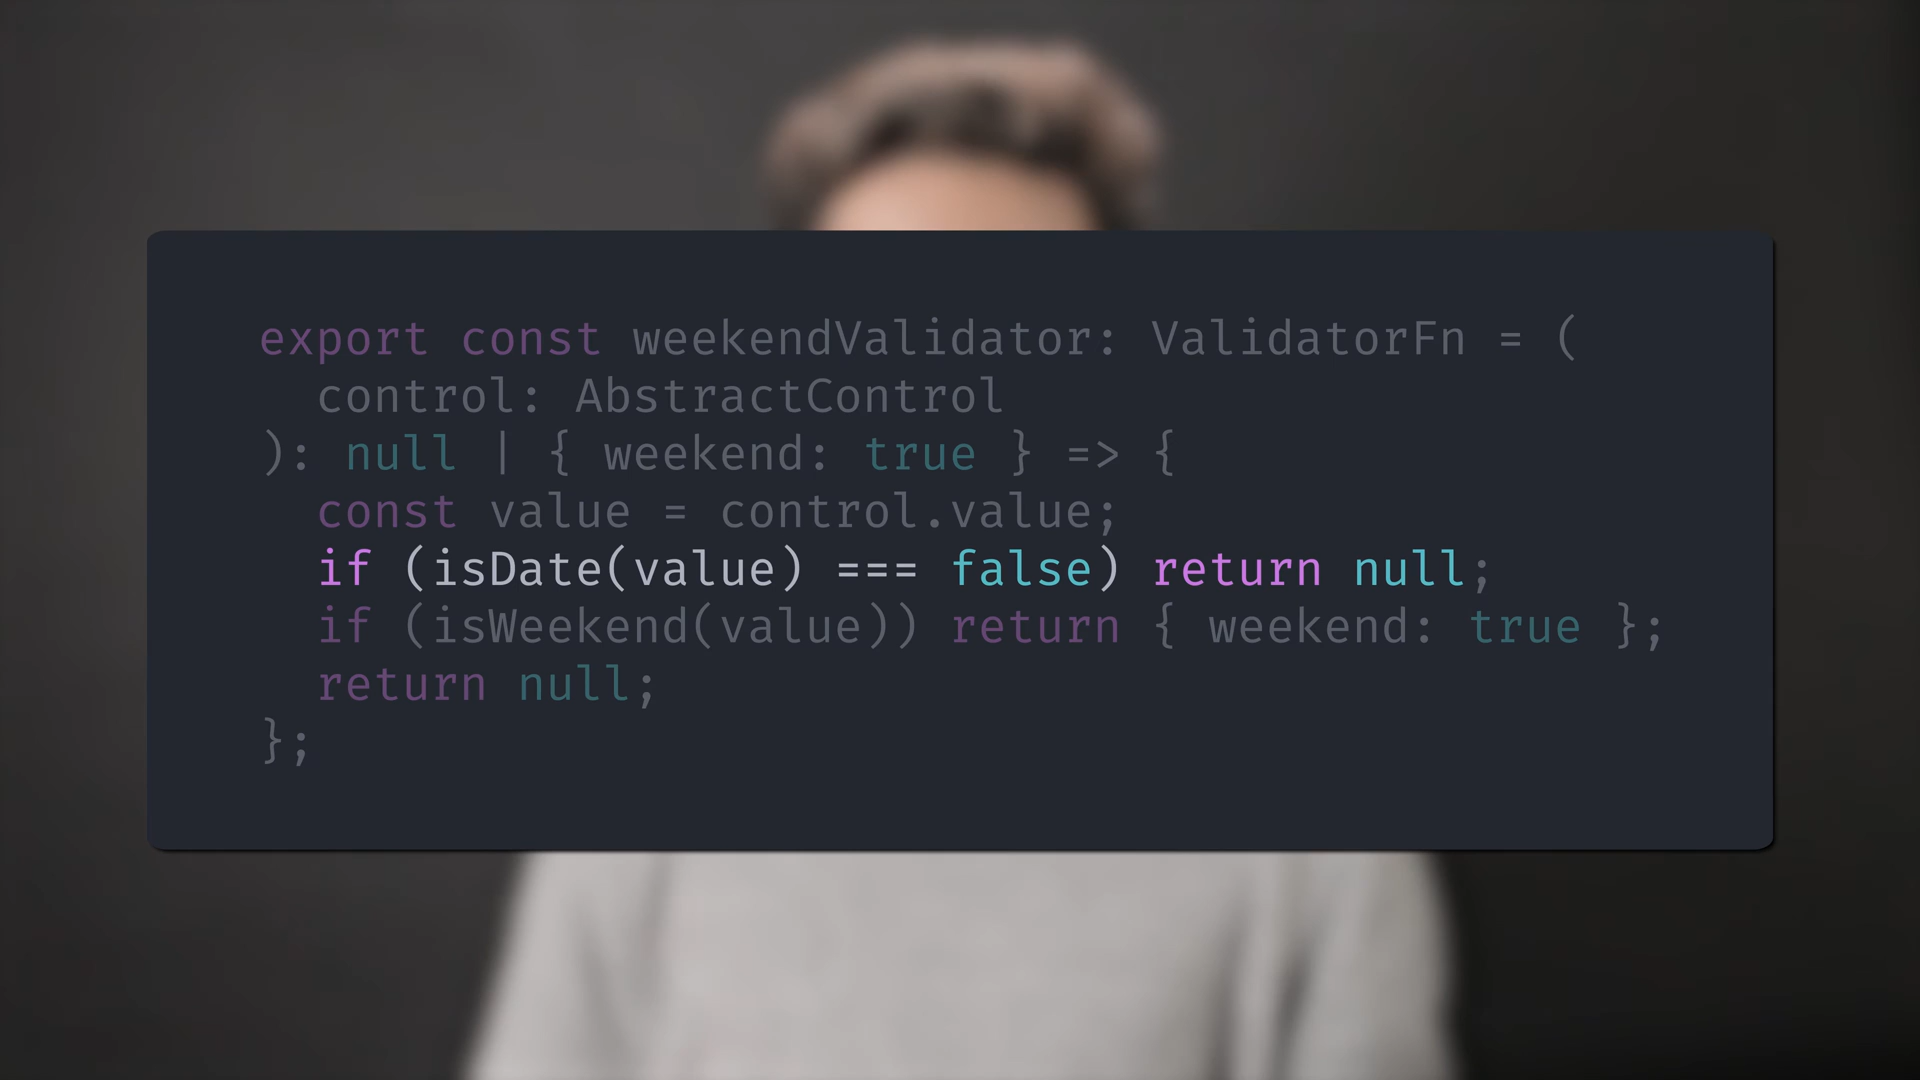 export const weekendValidator: ValidatorFn = (
  control: AbstractControl
): null | { weekend: true } => {
  const value = control.value;
  if (isDate(value) === false) return null;
  if (isWeekend(value)) return { weekend: true };
  return null;
};